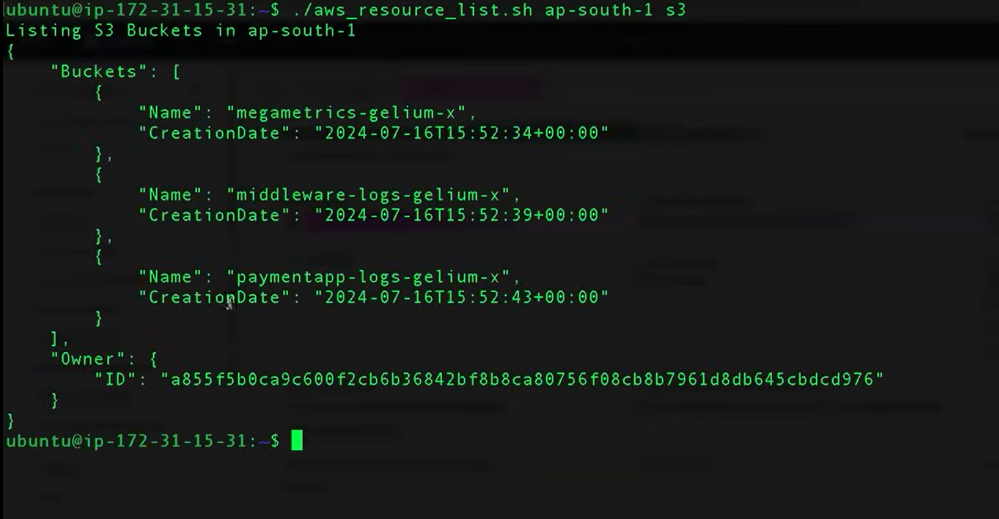 ubuntu@ip-172-31-15-31:~$ ./aws_resource_list.sh ap-south-1 s3
Listing S3 Buckets in ap-south-1
{
    "Buckets": [
        {
            "Name": "megametrics-gelium-x",
            "CreationDate": "2024-07-16T15:52:34+00:00"
        },
        {
            "Name": "middleware-logs-gelium-x",
            "CreationDate": "2024-07-16T15:52:39+00:00"
        },
        {
            "Name": "paymentapp-logs-gelium-x",
            "CreationDate": "2024-07-16T15:52:43+00:00"
        }
    ],
    "Owner": {
        "ID": "a855f5b0ca9c600f2cb6b36842bf8b8ca80756f08cb8b7961d8db645cbdcd976"
    }
}
ubuntu@ip-172-31-15-31:~$